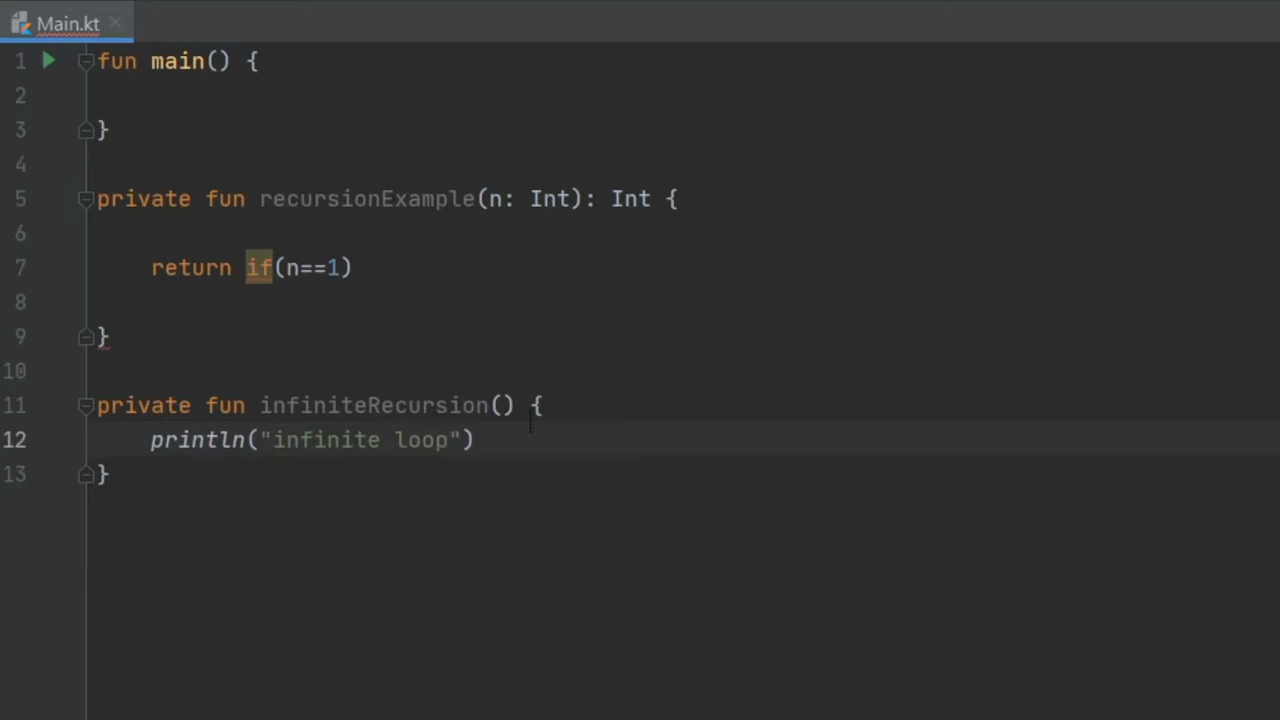 Main.kt
1 fun main() {
2
3 }
4
5 private fun recursionExample(n: Int): Int {
6
7     return if(n==1)
8
9 }
10
11 private fun infiniteRecursion() {
12     println("infinite loop")
13 }